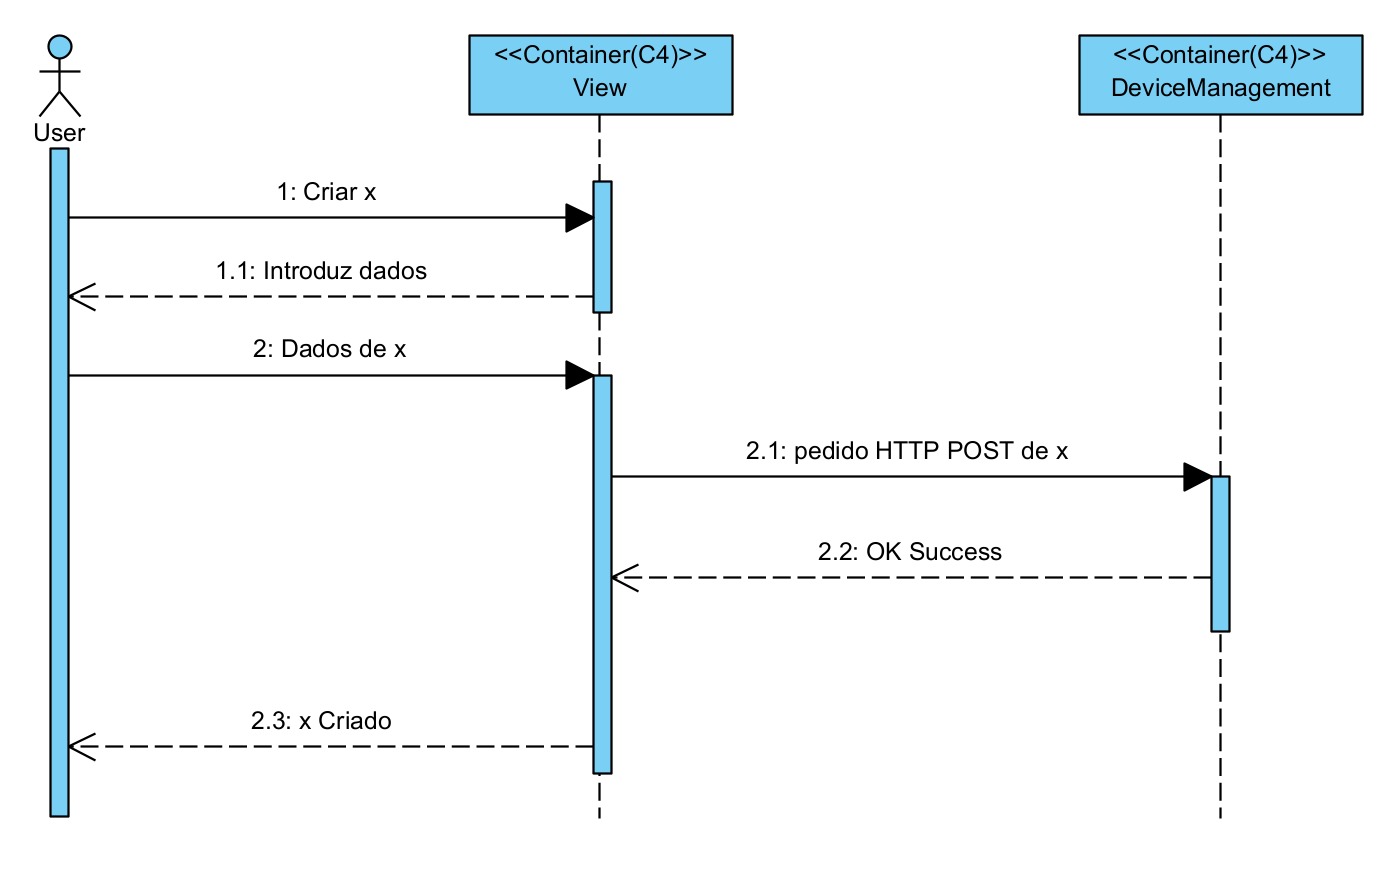 <<Container(C4)>>
View
<<Container(C4)>>
DeviceManagement
User
1: Criar x
1.1: Introduz dados
2: Dados de x
2.1: pedido HTTP POST de x
2.2: OK Success
2.3: x Criado